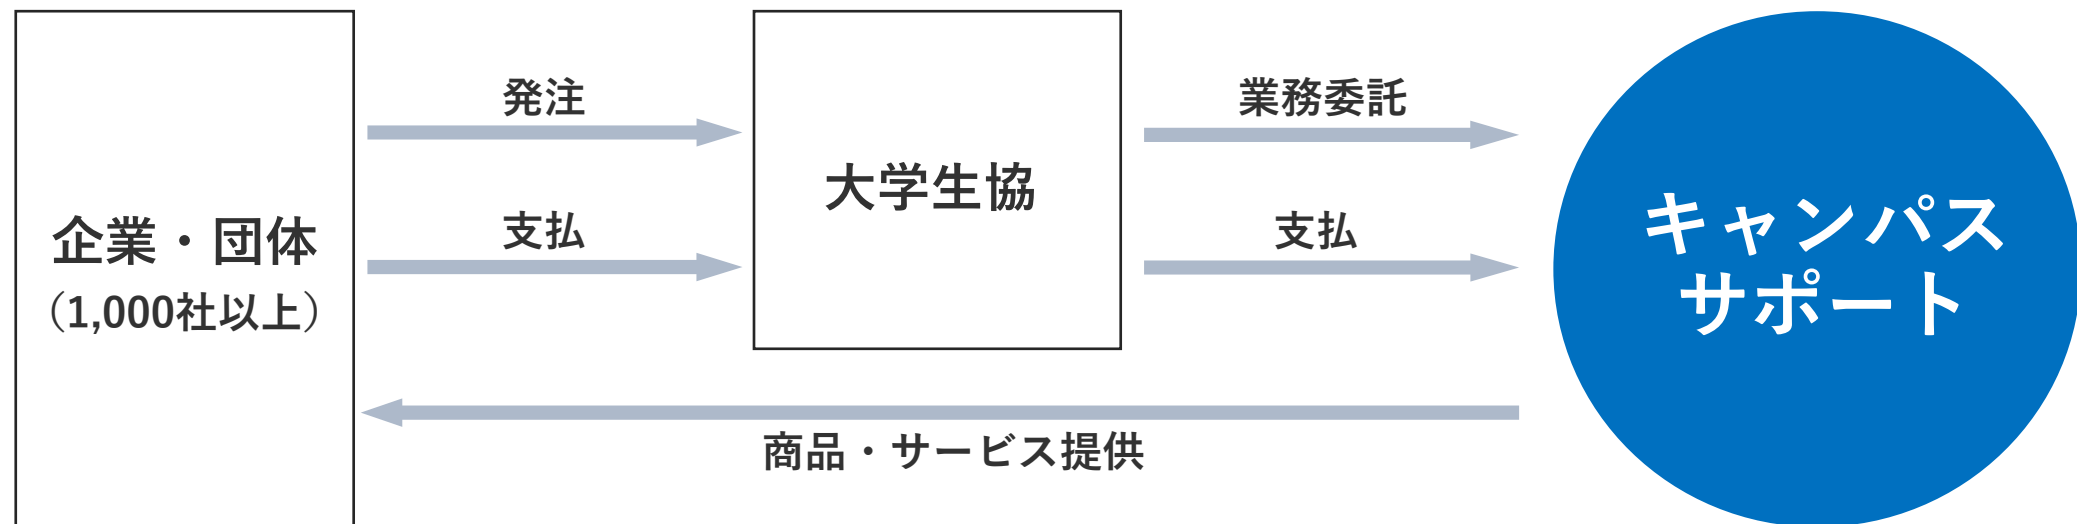 企業・団体
（1,000社以上）
発注
支払
大学生協
業務委託
支払
キャンパス
サポート
商品・サービス提供